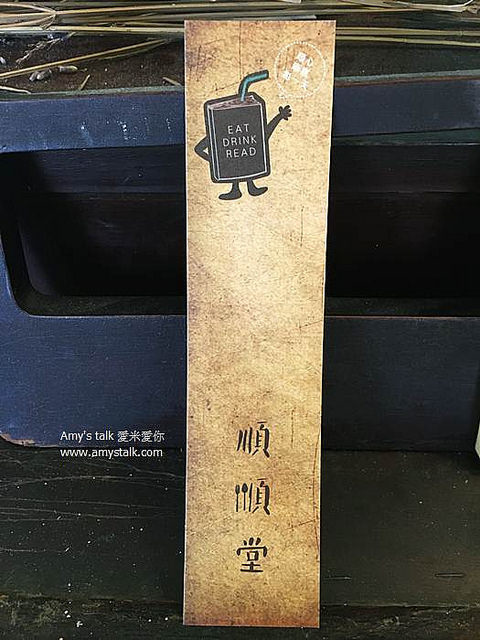 EAT
DRINK
READ
順
順
堂
Amy's talk 愛米愛你
www.amystalk.com